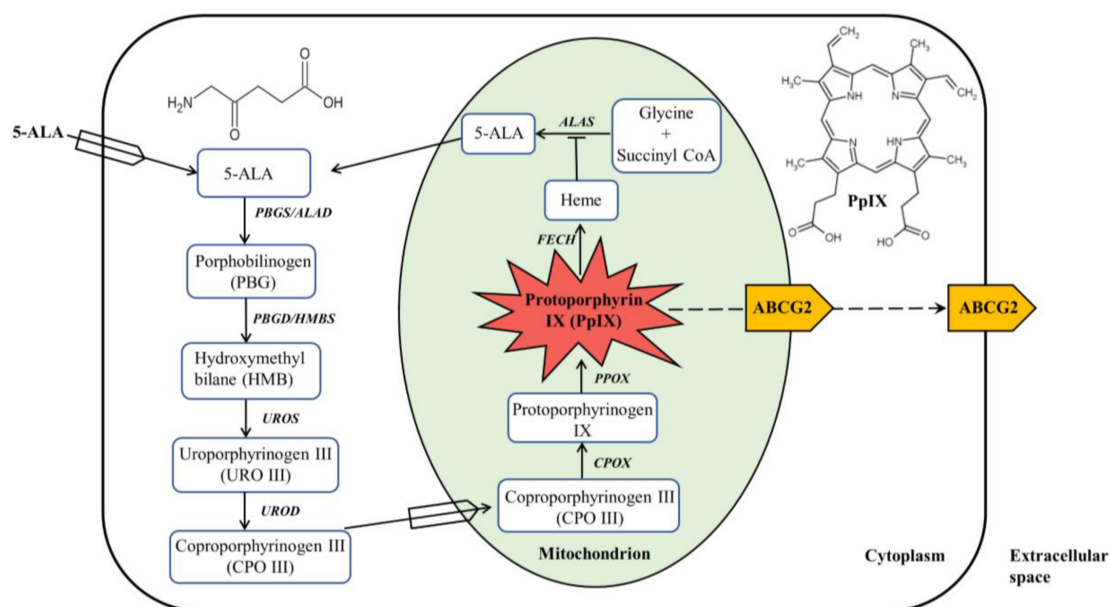 5-ALA
H₂N
O
O
OH
5-ALA
PBGS/ALAD
Porphobilinogen
(PBG)
PBGD/HMBS
Hydroxymethyl
bilane (HMB)
UROS
Uroporphyrinogen III
(URO III)
UROD
Coproporphyrinogen III
(CPO III)
5-ALA
ALAS
Glycine
+
Succinyl CoA
Heme
FECH
Protoporphyrin
IX (PpIX)
PPOX
Protoporphyrinogen
IX
CPOX
Coproporphyrinogen III
(CPO III)
Mitochondrion
ABCG2
ABCG2
CH₂
CH₃
H₃C
CH₂
NH
N
N
HN
H₃C
CH₃
PpIX
O
OH
HO
O
Cytoplasm
Extracellular
space